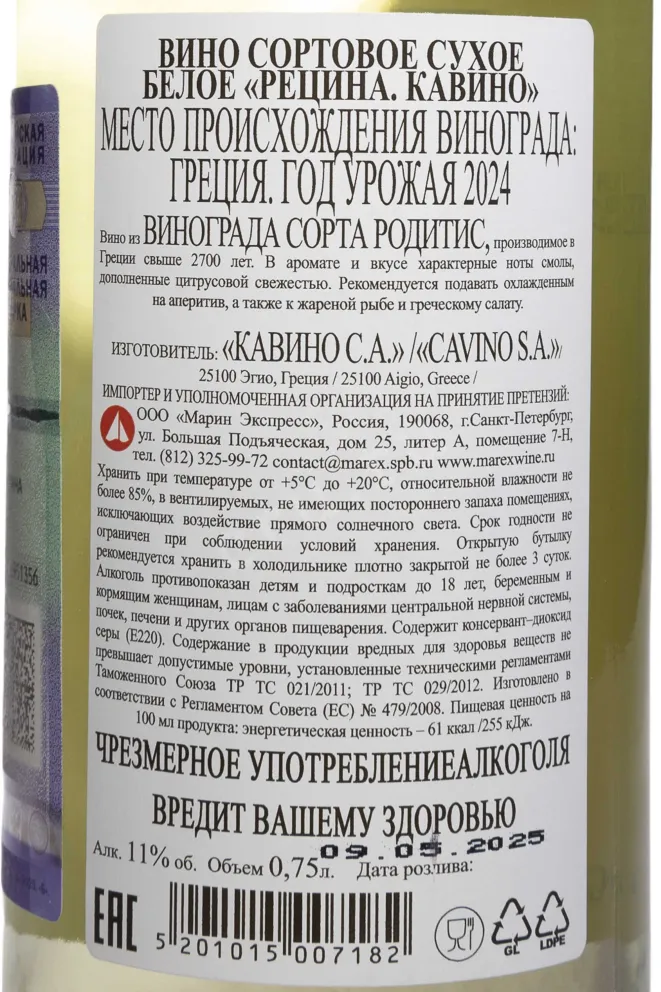 ВИНО СОРТОВОЕ СУХОЕ
БЕЛОЕ «РЕЦИНА. КАВИНО»
МЕСТО ПРОИСХОЖДЕНИЯ ВИНОГРАДА:
ГРЕЦИЯ. ГОД УРОЖАЯ 2024
Вино из ВИНОГРАДА СОРТА РОДИТИС, производимое в
Греции свыше 2700 лет. В аромате и вкусе характерные ноты смолы,
дополненные цитрусовой свежестью. Рекомендуется подавать охлажденным
на аперитив, а также к жареной рыбе и греческому салату.
ИЗГОТОВИТЕЛЬ: «КАВИНО С.А.» /«CAVINO S.A.»/
25100 Эгио, Греция / 25100 Aigio, Greece /
ИМПОРТЕР И УПОЛНОМОЧЕННАЯ ОРГАНИЗАЦИЯ НА ПРИНЯТИЕ ПРЕТЕНЗИЙ:
ООО «Марин Экспресс», Россия, 190068, г.Санкт-Петербург,
ул. Большая Подъяческая, дом 25, литер А, помещение 7-Н,
тел. (812) 325-99-72 contact@marex.spb.ru www.marexwine.ru
Хранить при температуре от +5°С до +20°С, относительной влажности не
более 85%, в вентилируемых, не имеющих постороннего запаха помещениях,
исключающих воздействие прямого солнечного света. Срок годности не
ограничен при соблюдении условий хранения. Открытую бутылку
рекомендуется хранить в холодильнике плотно закрытой не более 3 суток.
Алкоголь противопоказан детям и подросткам до 18 лет, беременным и
кормящим женщинам, лицам с заболеваниями центральной нервной системы,
почек, печени и других органов пищеварения. Содержит консервант–диоксид
серы (Е220). Содержание в продукции вредных для здоровья веществ не
превышает допустимые уровни, установленные техническими регламентами
Таможенного Союза ТР ТС 021/2011; ТР ТС 029/2012. Изготовлено в
соответствии с Регламентом Совета (ЕС) № 479/2008. Пищевая ценность на
100 мл продукта: энергетическая ценность – 61 ккал /255 кДж.
ЧРЕЗМЕРНОЕ УПОТРЕБЛЕНИЕАЛКОГОЛЯ
ВРЕДИТ ВАШЕМУ ЗДОРОВЬЮ
09.05.2025
Алк. 11% об. Объем 0,75л. Дата розлива:
EAC
5 201015 007182
GL
LDPE